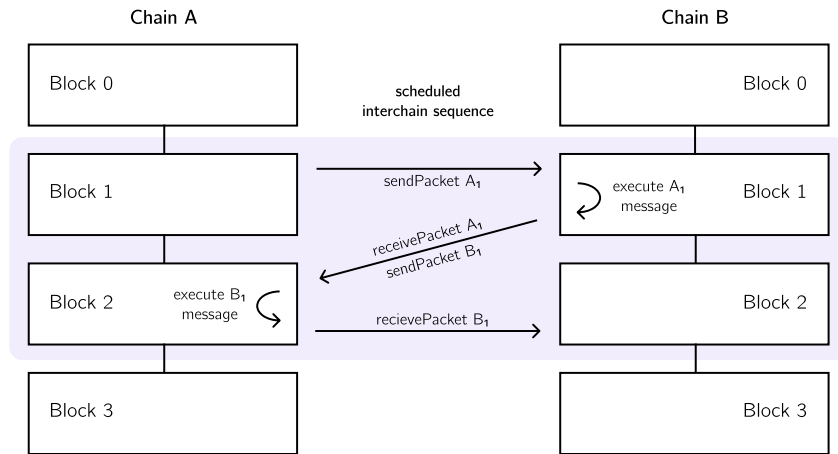 Chain A
Chain B
Block 0
scheduled
interchain sequence
Block 0
Block 1
sendPacket A₁
execute A₁
message
Block 1
receivePacket A₁
sendPacket B₁
Block 2
execute B₁
message
recievePacket B₁
Block 2
Block 3
Block 3